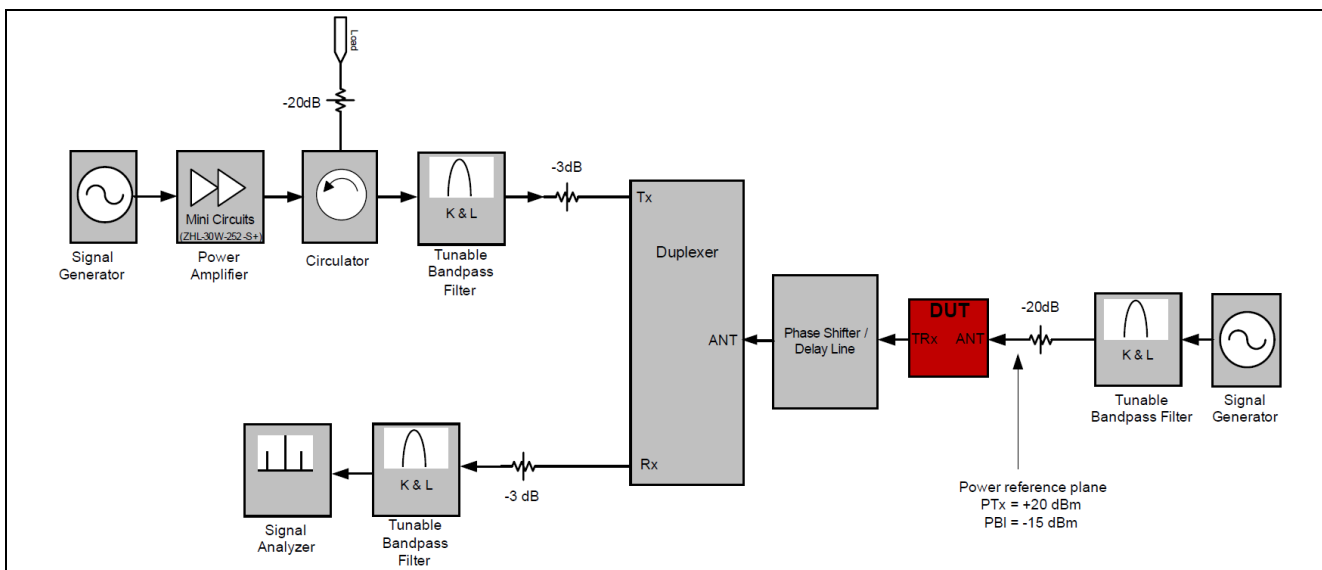 Load
-20dB
Mini Circuits
(ZHL-30W-252-S+)
K & L
-3dB
Signal
Generator
Power
Amplifier
Circulator
Tunable
Bandpass
Filter
Tx
Duplexer
ANT
Rx
Phase Shifter /
Delay Line
DUT
TRx
ANT
-20dB
K & L
Tunable
Bandpass Filter
Signal
Generator
Power reference plane
PTx = +20 dBm
PBI = -15 dBm
K & L
-3 dB
Signal
Analyzer
Tunable
Bandpass
Filter